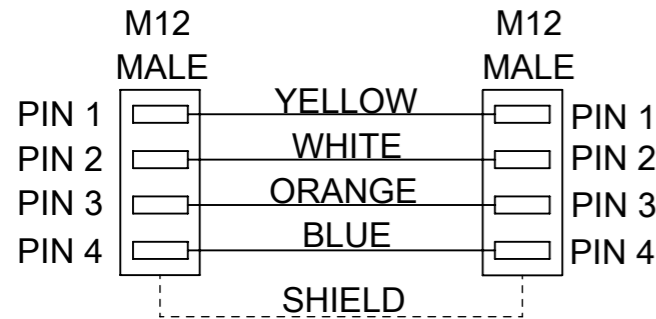 M12 M12
MALE MALE
PIN 1 YELLOW PIN 1
PIN 2 WHITE PIN 2
PIN 3 ORANGE PIN 3
PIN 4 BLUE PIN 4
SHIELD